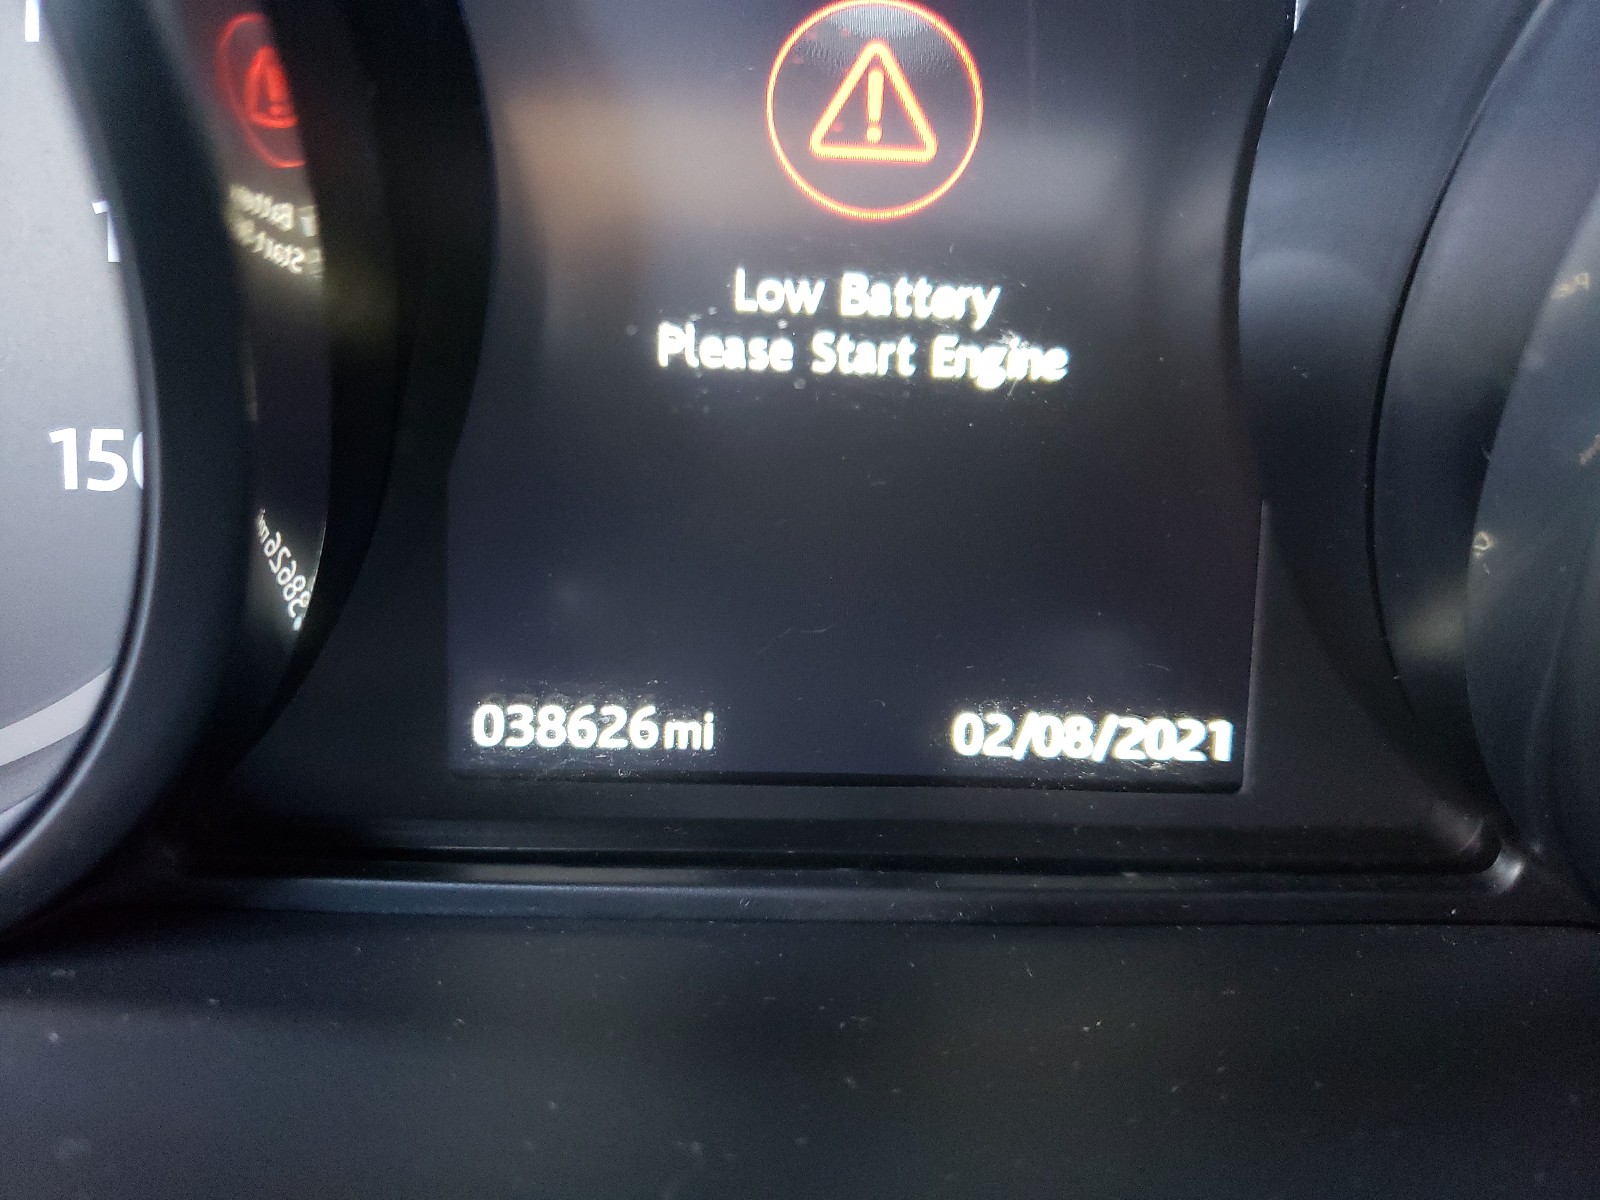 Low Battery
Please Start Engine
038626mi
02/08/2021